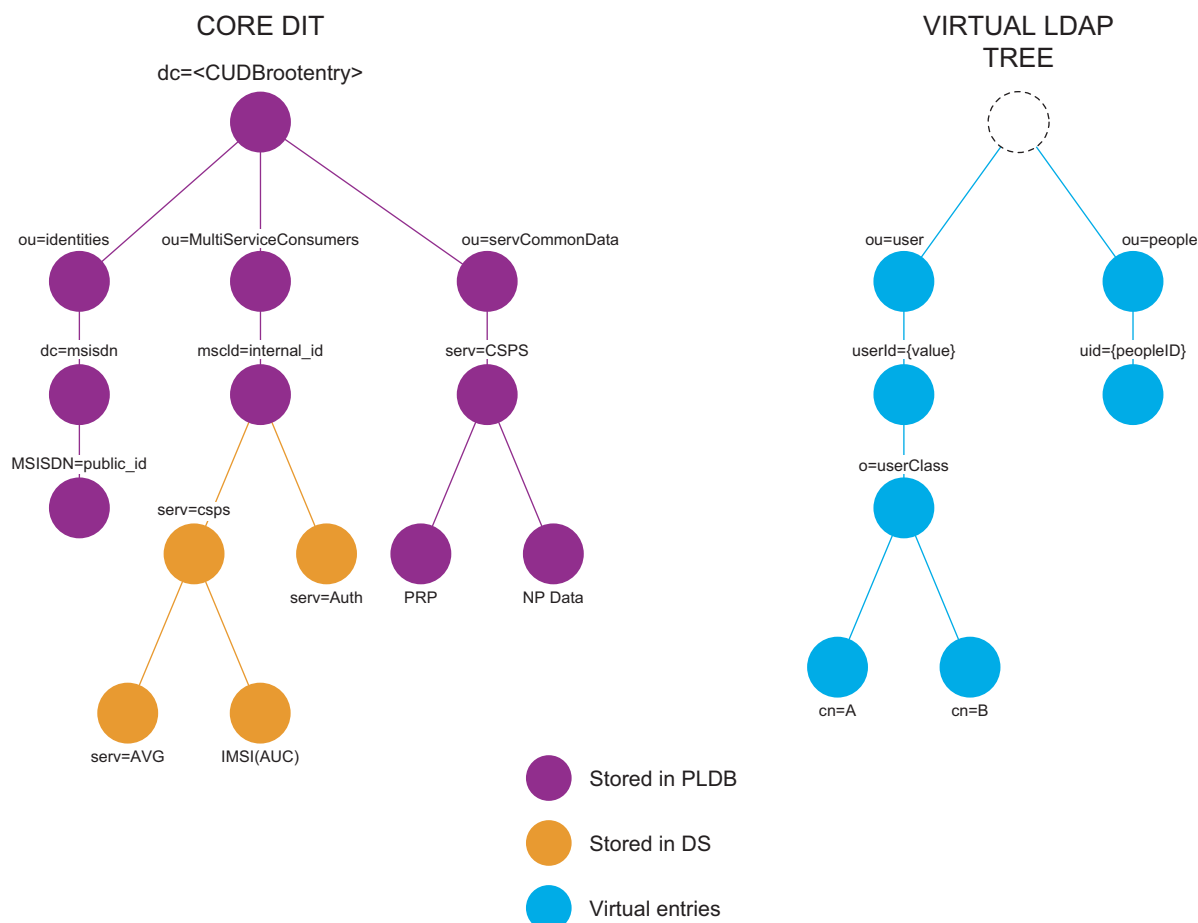 CORE DIT
dc=<CUDBrootentry>
VIRTUAL LDAP
TREE
ou=identities
ou=MultiServiceConsumers
ou=servCommonData
ou=user
ou=people
dc=msisdn
mscId=internal_id
serv=CSPS
userId={value}
uid={peopleID}
MSISDN=public_id
o=userClass
serv=csps
serv=Auth
PRP
NP Data
serv=AVG
IMSI(AUC)
cn=A
cn=B
Stored in PLDB
Stored in DS
Virtual entries